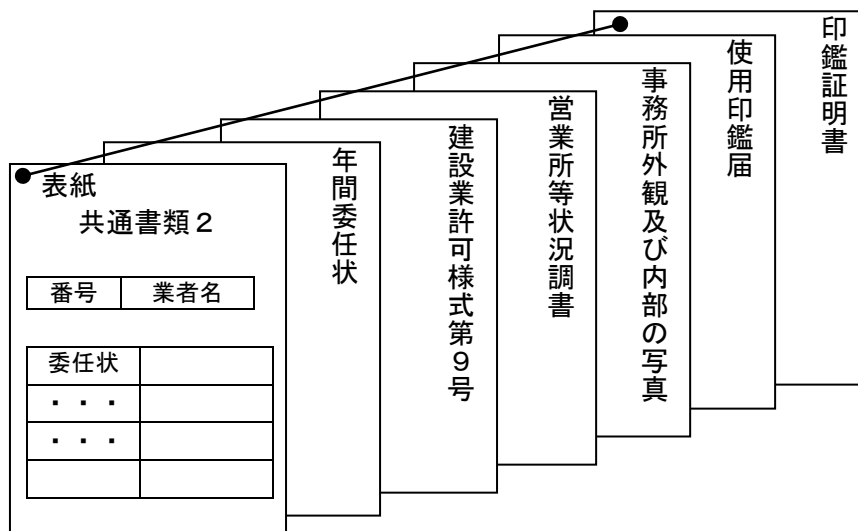 表紙
共通書類2
番号 業者名
委任状
・・・
・・・
年間委任状
建設業許可様式第9号
営業所等状況調書
事務所外観及び内部の写真
使用印鑑届
印鑑証明書